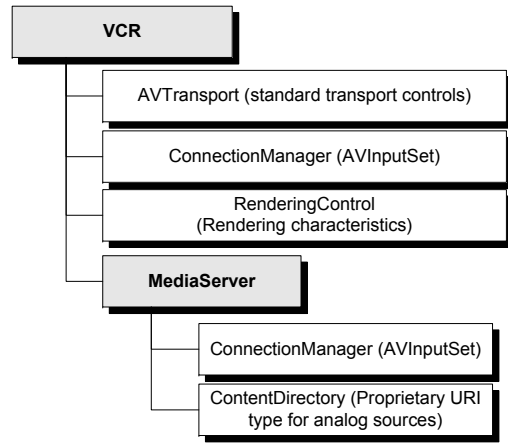 VCR
AVTransport (standard transport controls)
ConnectionManager (AVInputSet)
RenderingControl
(Rendering characteristics)
MediaServer
ConnectionManager (AVInputSet)
ContentDirectory (Proprietary URI
type for analog sources)